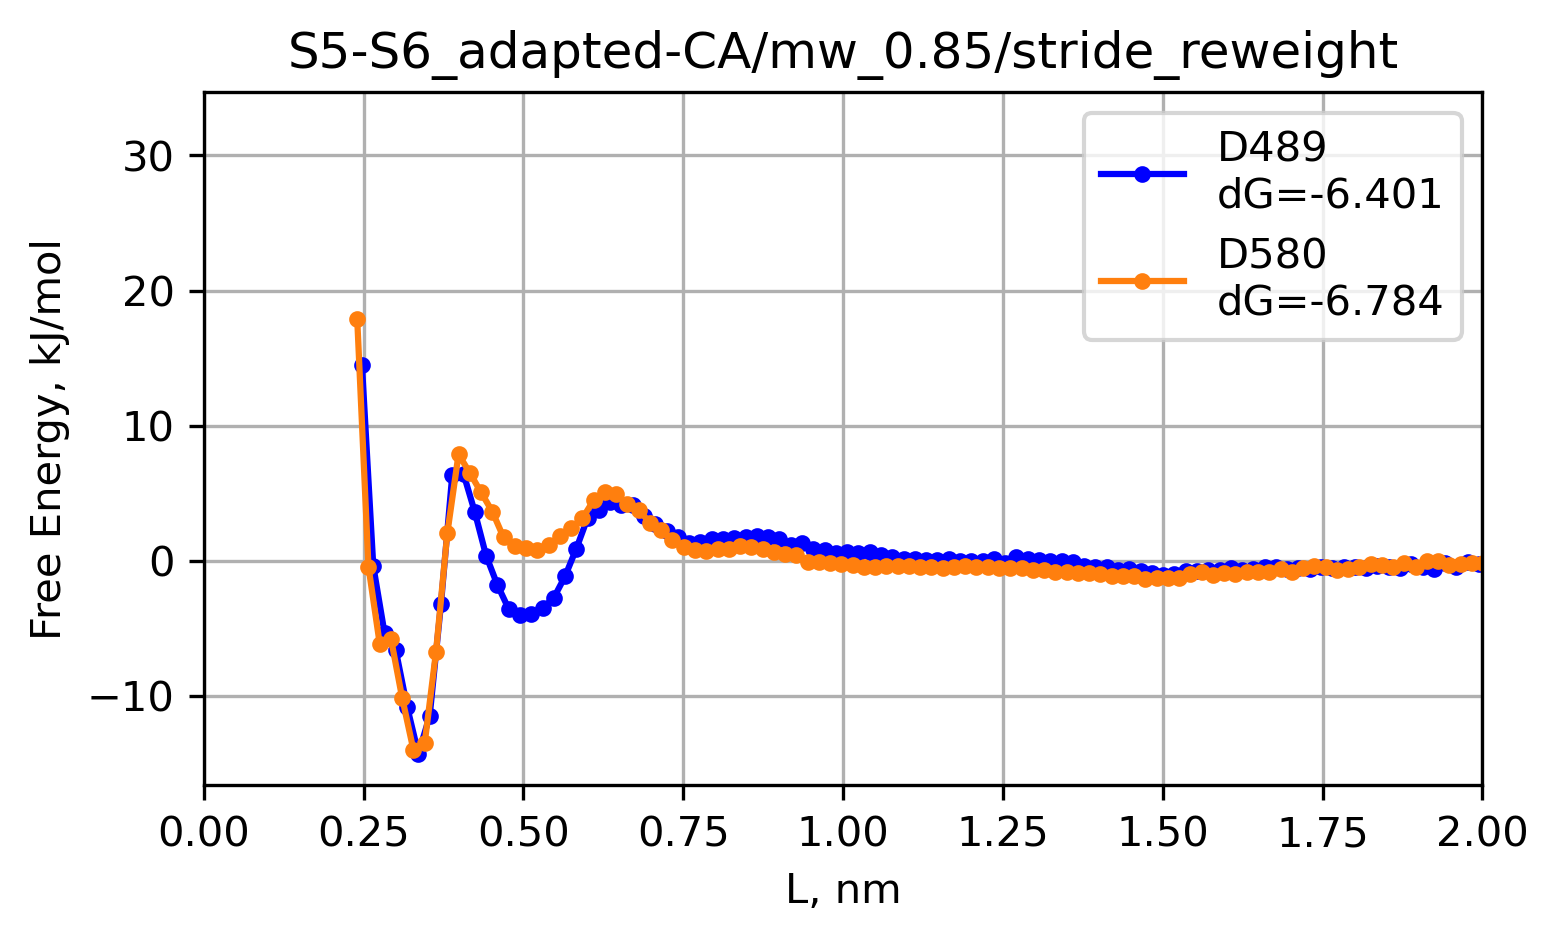 S5-S6_adapted-CA/mw_0.85/stride_reweight
D489
dG=-6.401
D580
dG=-6.784
30
20
10
0
−10
Free Energy, kJ/mol
0.00 0.25 0.50 0.75 1.00 1.25 1.50 1.75 2.00
L, nm